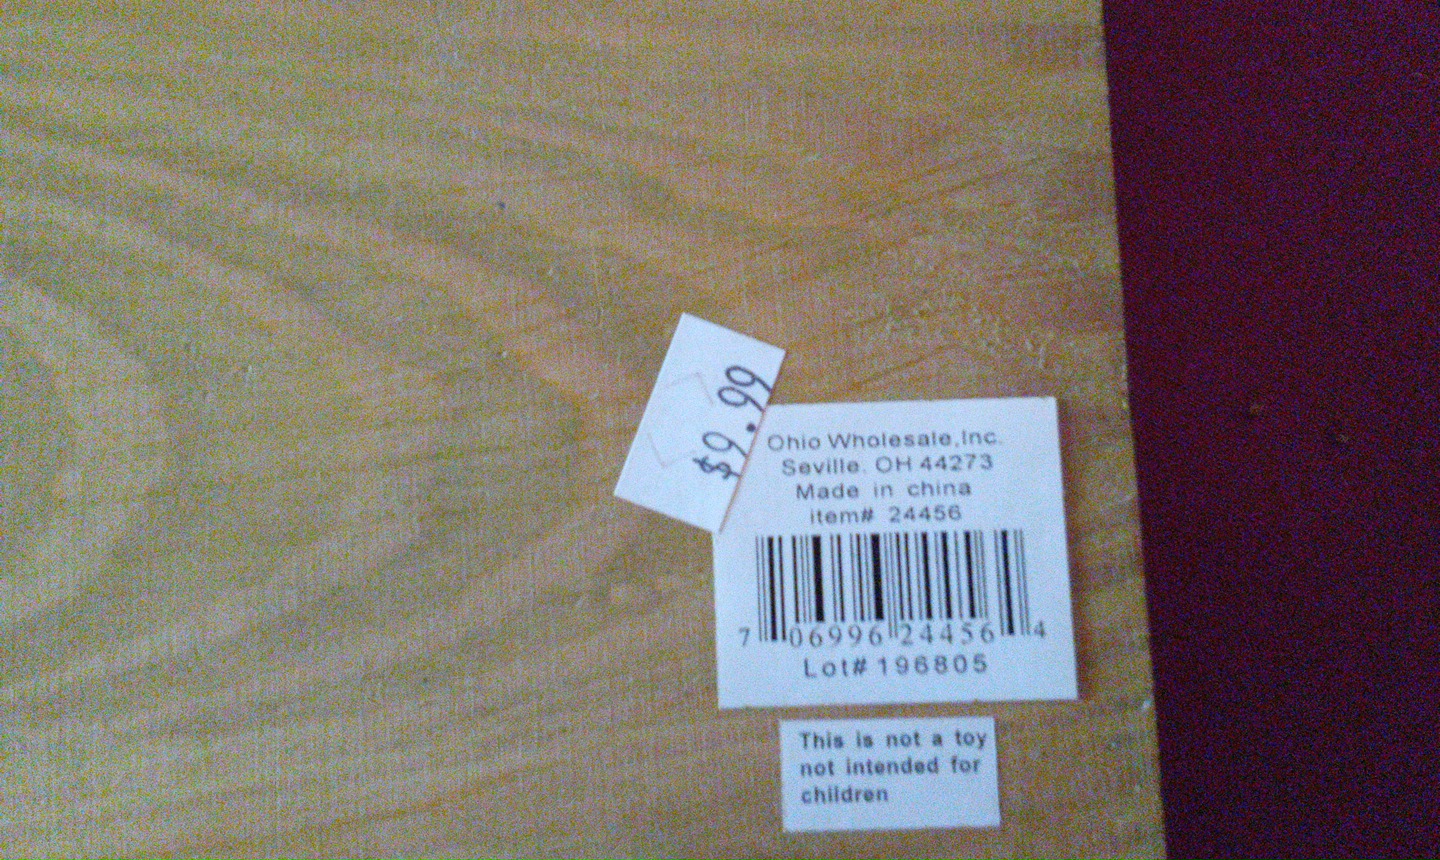 $9.99
Ohio Wholesale,Inc.
Seville. OH 44273
Made in china
item# 24456
7 06996 24456 4
Lot# 196805
This is not a toy
not intended for
children